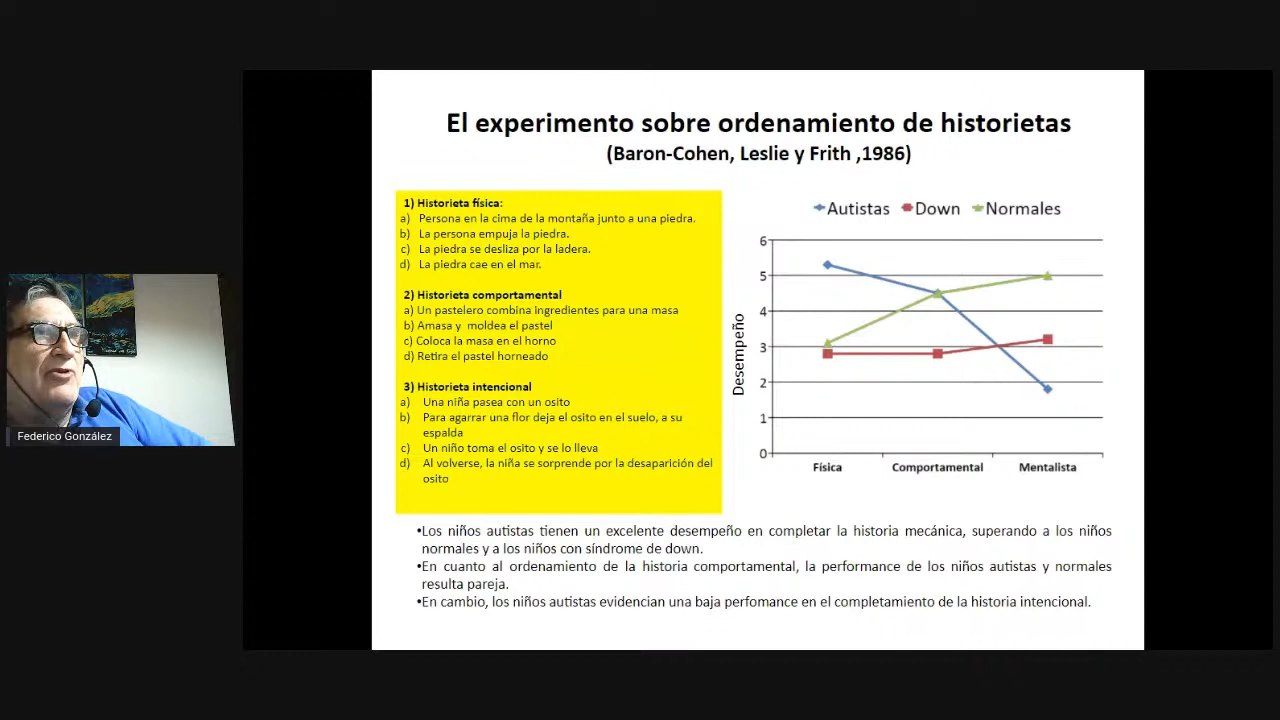 El experimento sobre ordenamiento de historietas
(Baron-Cohen, Leslie y Frith ,1986)
1) Historieta física:
a) Persona en la cima de la montaña junto a una piedra.
b) La persona empuja la piedra.
c) La piedra se desliza por la ladera.
d) La piedra cae en el mar.
2) Historieta comportamental
a) Un pastelero combina ingredientes para una masa
b) Amasa y moldea el pastel
c) Coloca la masa en el horno
d) Retira el pastel horneado
3) Historieta intencional
a) Una niña pasea con un osito
b) Para agarrar una flor deja el osito en el suelo, a su
espalda
c) Un niño toma el osito y se lo lleva
d) Al volverse, la niña se sorprende por la desaparición del
osito
Autistas Down Normales
6
5
4
3
2
1
0
Desempeño
Física Comportamental Mentalista
•Los niños autistas tienen un excelente desempeño en completar la historia mecánica, superando a los niños
normales y a los niños con síndrome de down.
•En cuanto al ordenamiento de la historia comportamental, la performance de los niños autistas y normales
resulta pareja.
•En cambio, los niños autistas evidencian una baja perfomance en el completamiento de la historia intencional.
Federico González